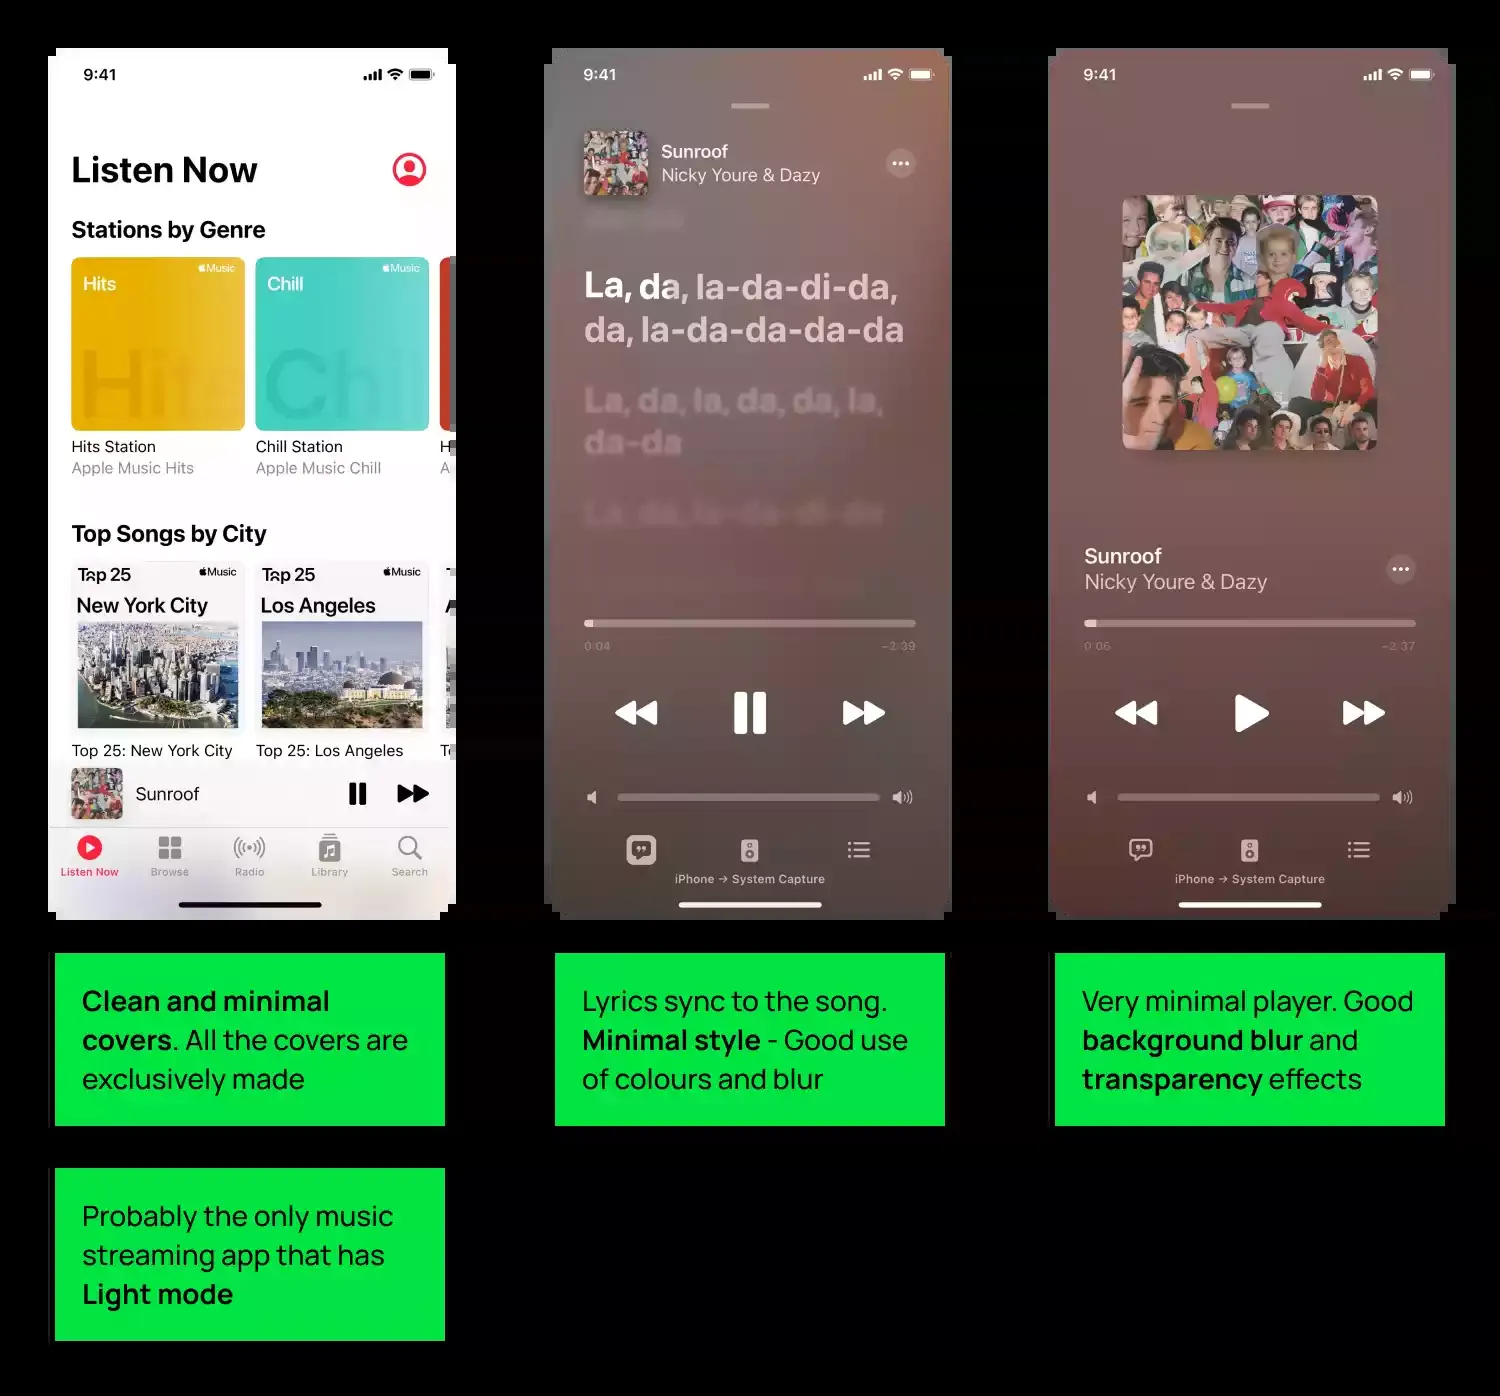 9:41
Listen Now
Stations by Genre
Hits
Music
Hits
Chill
Music
Chill
Hits Station
Apple Music Hits
Chill Station
Apple Music Chill
H
A
Top Songs by City
Top 25
Music
New York City
Top 25
Music
Los Angeles
Top 25: New York City
Top 25: Los Angeles
Sunroof
Listen Now
Browse
Radio
Library
Search
9:41
Sunroof
Nicky Youre & Dazy
La, da, la-da-di-da,
da, la-da-da-da-da
La, da, la, da, da, la,
da-da
La, da, la-da-di-da
0:04
-2:39
iPhone → System Capture
9:41
Sunroof
Nicky Youre & Dazy
0:06
-2:37
iPhone → System Capture
Clean and minimal
covers. All the covers are
exclusively made
Lyrics sync to the song.
Minimal style - Good use
of colours and blur
Very minimal player. Good
background blur and
transparency effects
Probably the only music
streaming app that has
Light mode